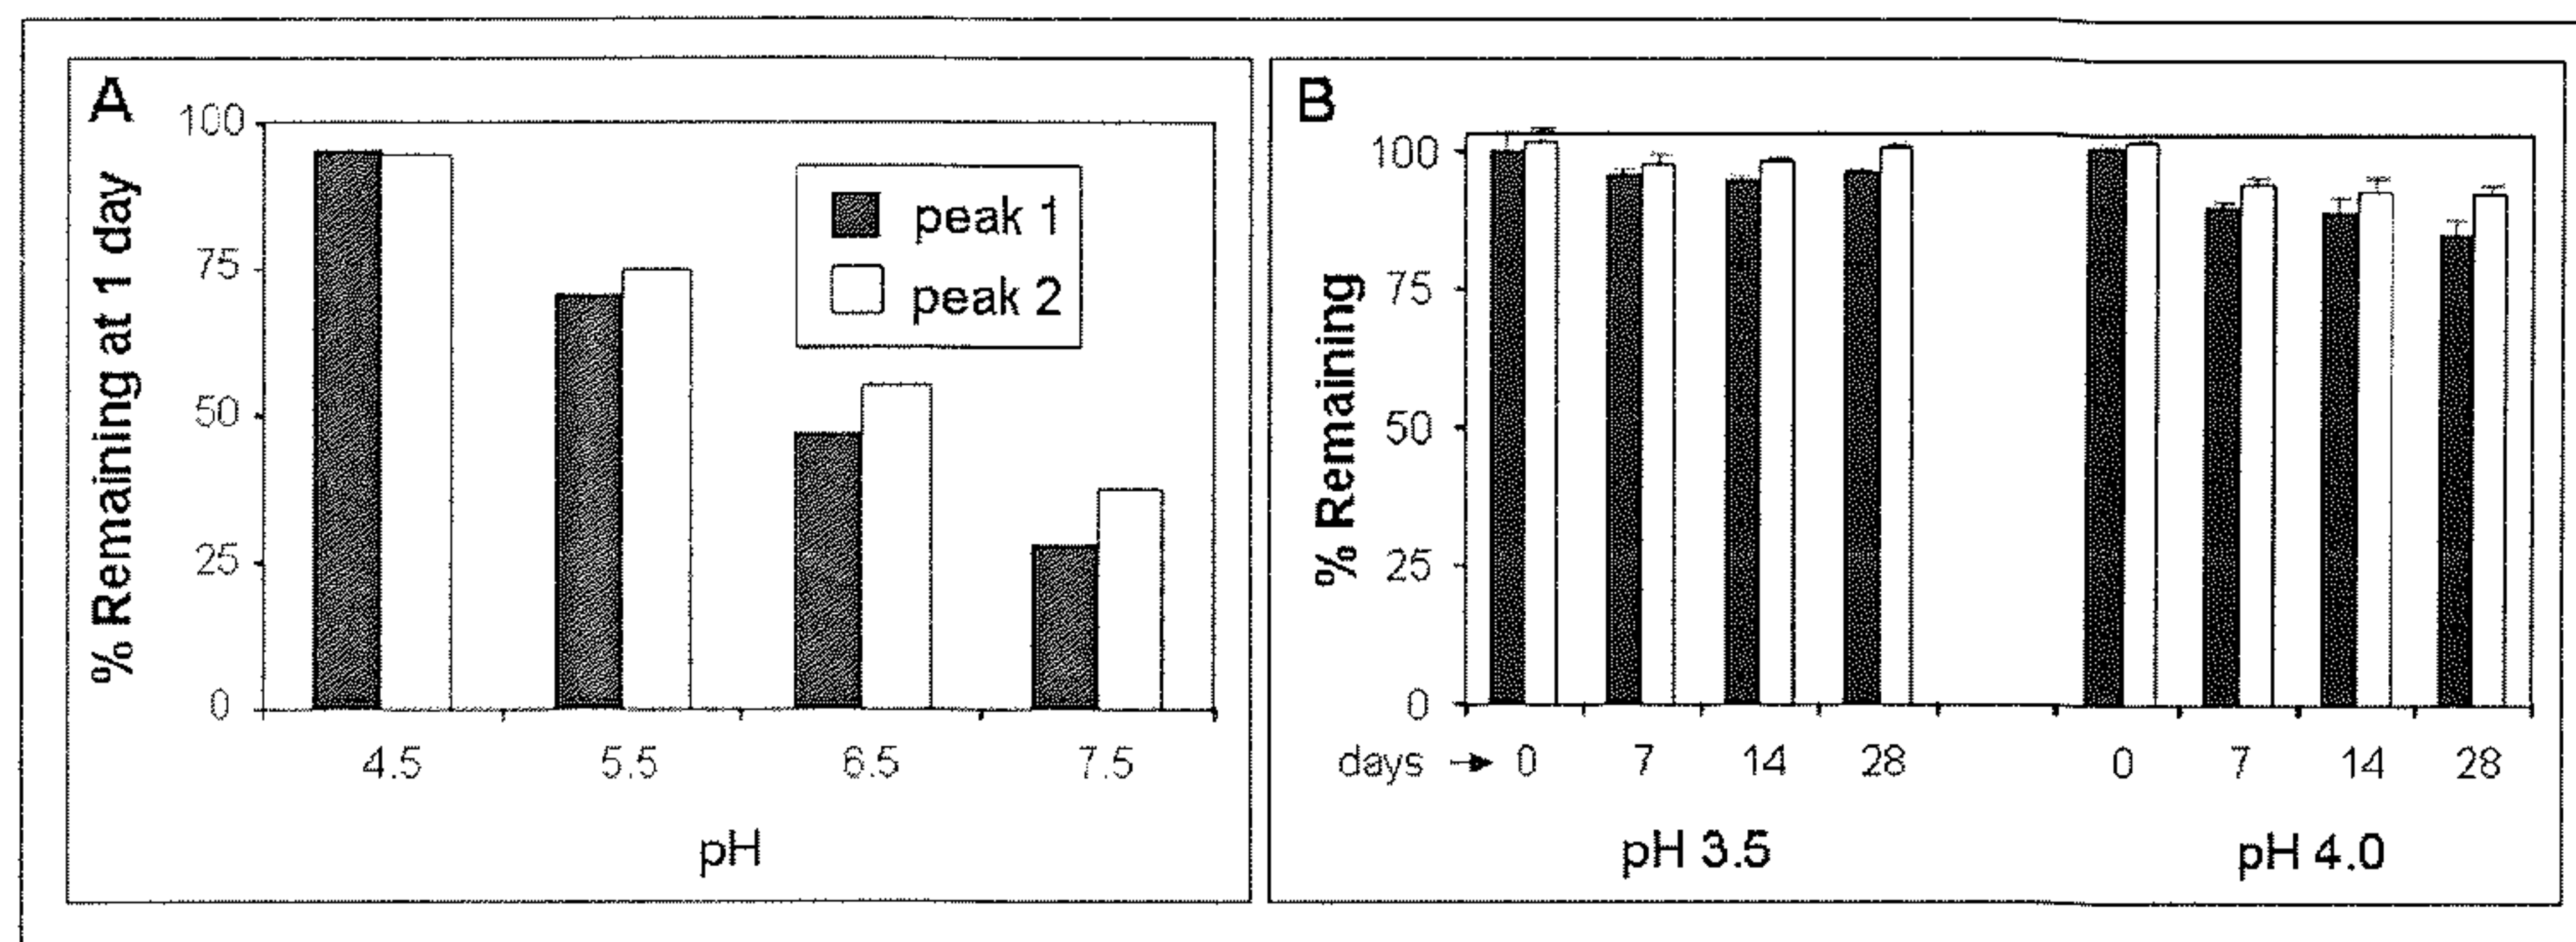 A
% Remaining at 1 day
100
75
50
25
0
peak 1
peak 2
4.5 5.5 6.5 7.5
pH
B
% Remaining
100
75
50
25
0
days → 0 7 14 28 0 7 14 28
pH 3.5 pH 4.0